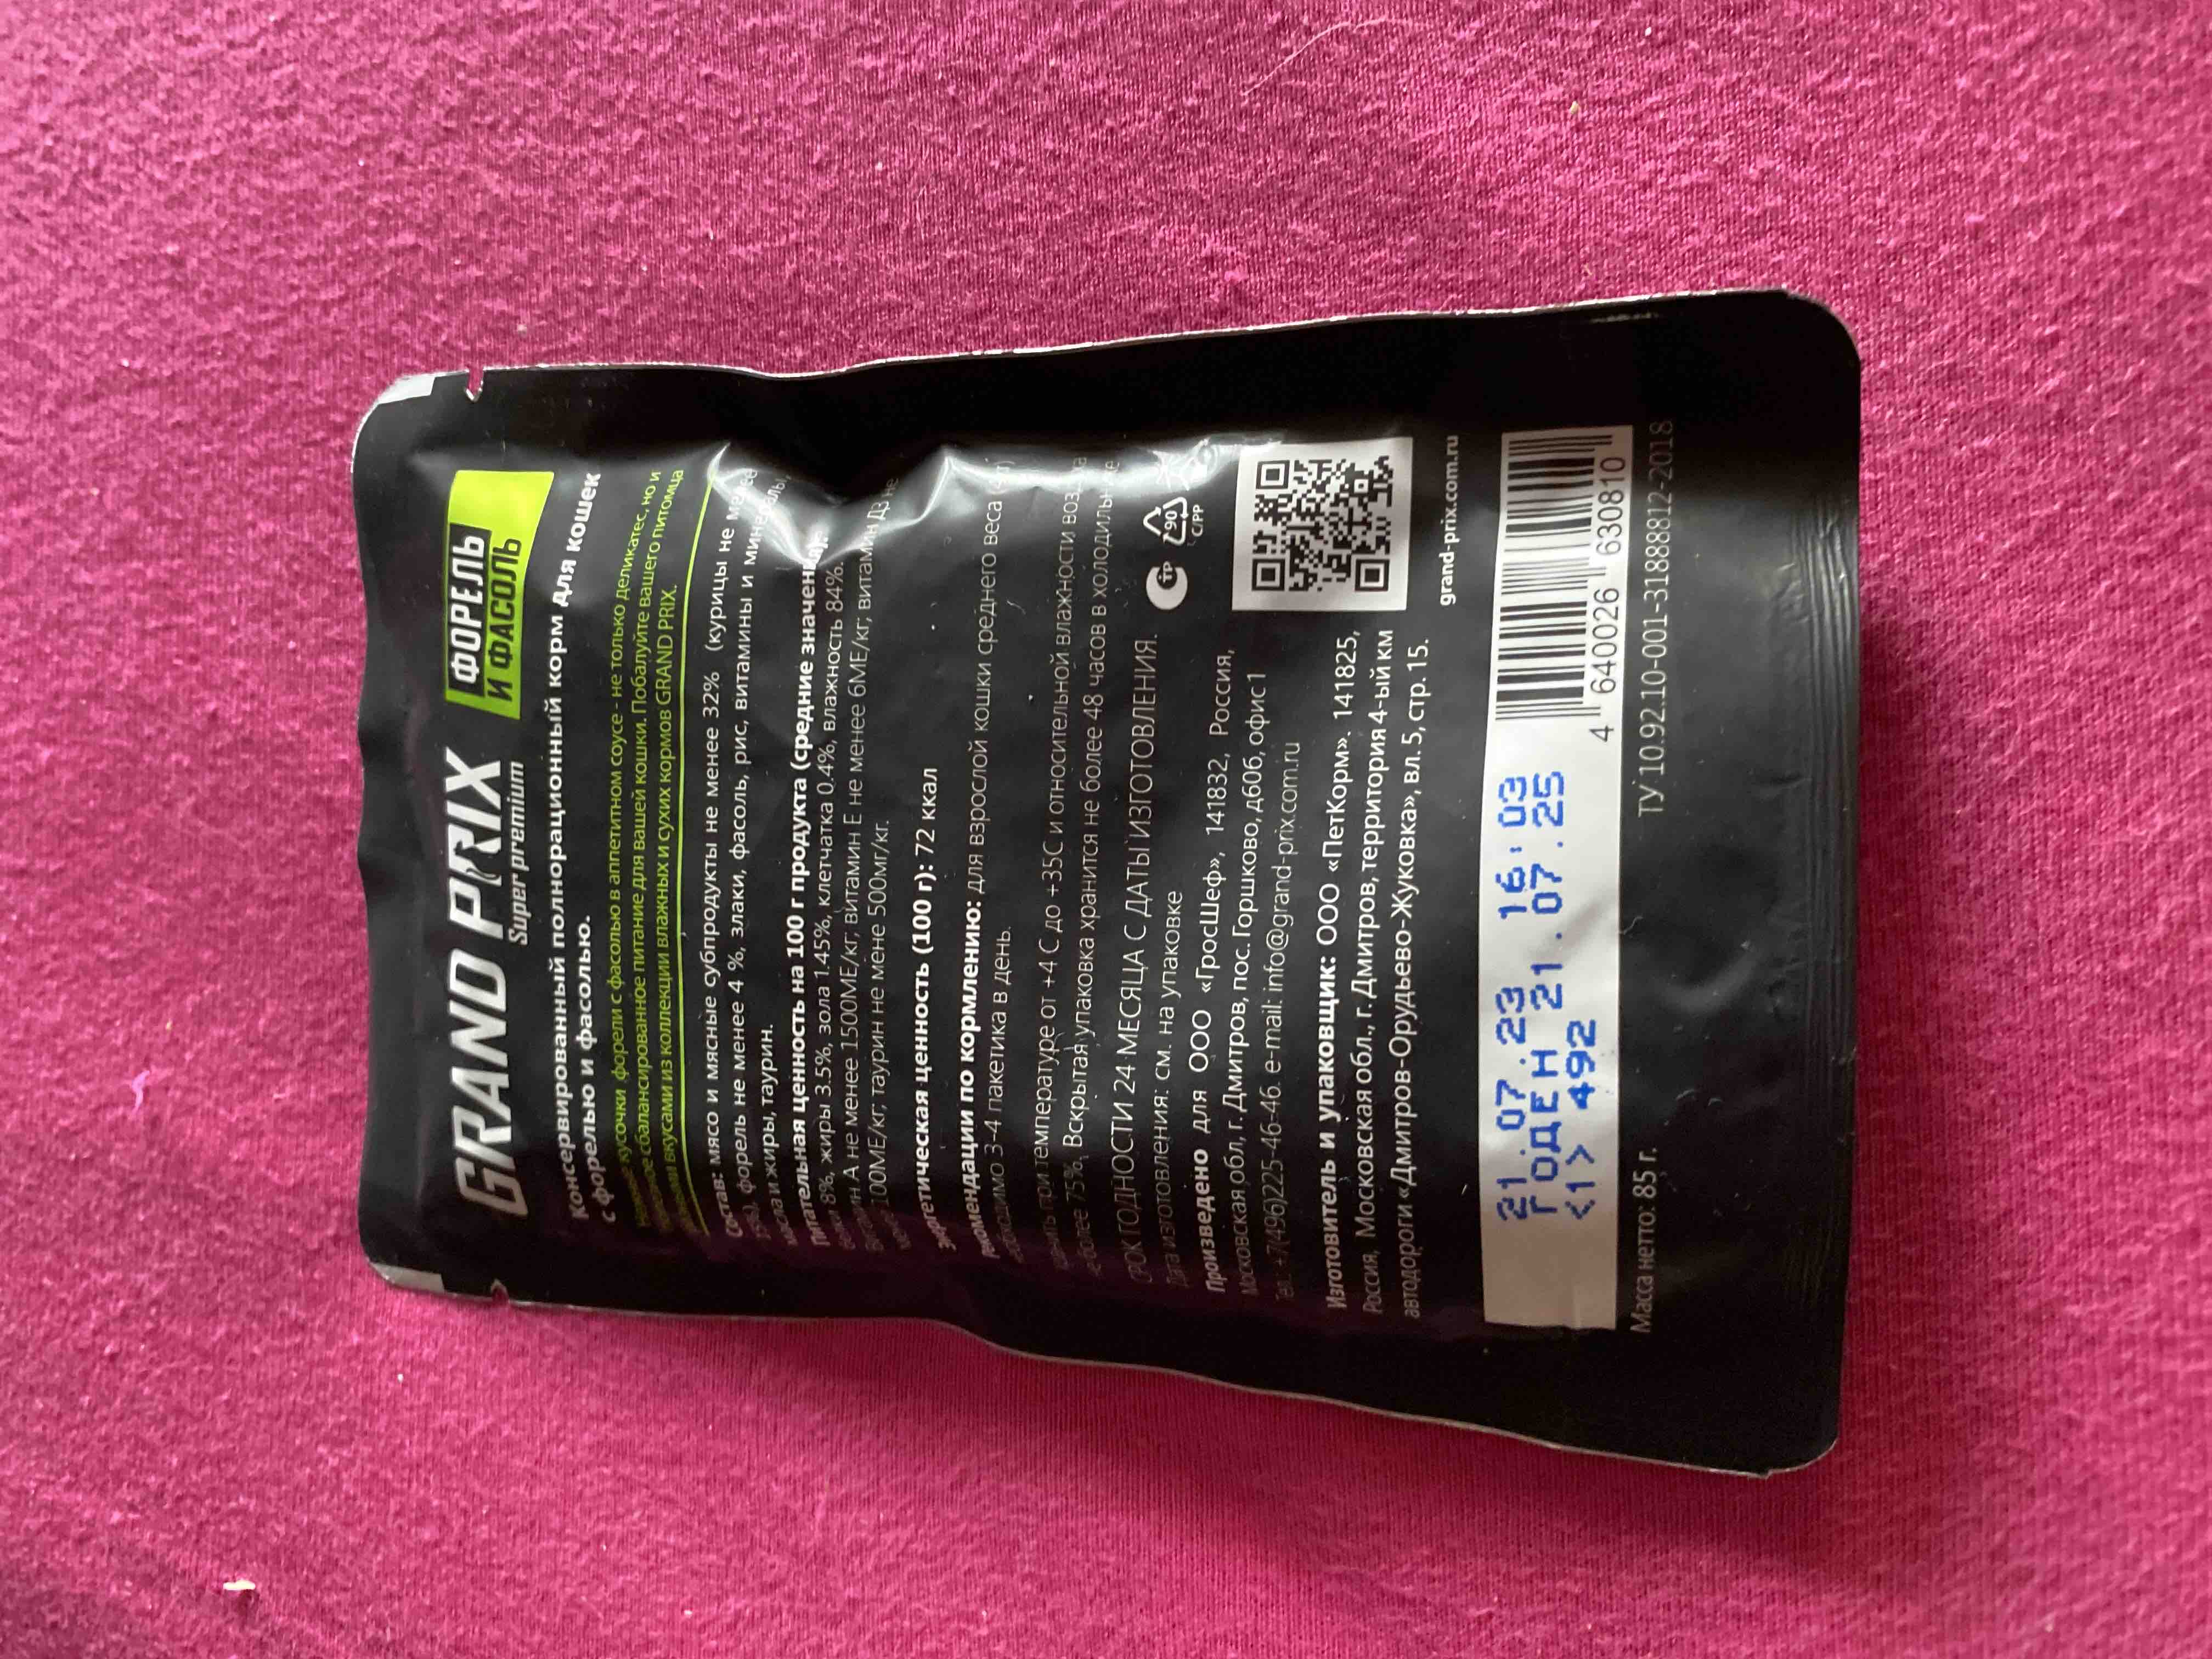 GRAND PRIX
Super premium
ФОРЕЛЬ
И ФАСОЛЬ
Консервированный полнорационный корм для кошек
с форелью и фасолью.
кусочки форели с фасолью в аппетитном соусе - не только деликатес, но и
сбалансированное питание для вашей кошки. Побалуйте вашего питомца
вкусами из коллекции влажных и сухих кормов GRAND PRIX.
Состав: мясо и мясные субпродукты не менее 32% (курицы не менее
форель не менее 4 %, злаки, фасоль, рис, витамины и минералы,
масла и жиры, таурин.
Питательная ценность на 100 г продукта (средние значения):
8%, жиры 3.5%, зола 1.45%, клетчатка 0.4%, влажность 84%.
А не менее 1500МЕ/кг, витамин Е не менее 6МЕ/кг, витамин Д3 не
100МЕ/кг, таурин не мене 500мг/кг.
Энергетическая ценность (100 г): 72 ккал
Рекомендации по кормлению: для взрослой кошки среднего веса
необходимо 3-4 пакетика в день.
при температуре от +4 С до +35С и относительной влажности воздуха
не более 75%. Вскрытая упаковка хранится не более 48 часов в холодильнике
СРОК ГОДНОСТИ 24 МЕСЯЦА С ДАТЫ ИЗГОТОВЛЕНИЯ.
Дата изготовления: см. на упаковке
Произведено для ООО «ГросШеф», 141832, Россия,
Московская обл, г. Дмитров, пос. Горшково, д606, офис1
Тел.: +7(496)225-46-46. e-mail: info@grand-prix.com.ru
Изготовитель и упаковщик: ООО «ПетКорм». 141825,
Россия, Московская обл., г. Дмитров, территория 4-ый км
автодороги «Дмитров-Орудьево-Жуковка», вл. 5, стр. 15.
90
C/PP
grand-prix.com.ru
21.07.23 16:03
ГОДЕН 21.07.25
<1> 492
4 640026 630810
Масса нетто: 85 г.
ТУ 10.92.10-001-318888812-2018